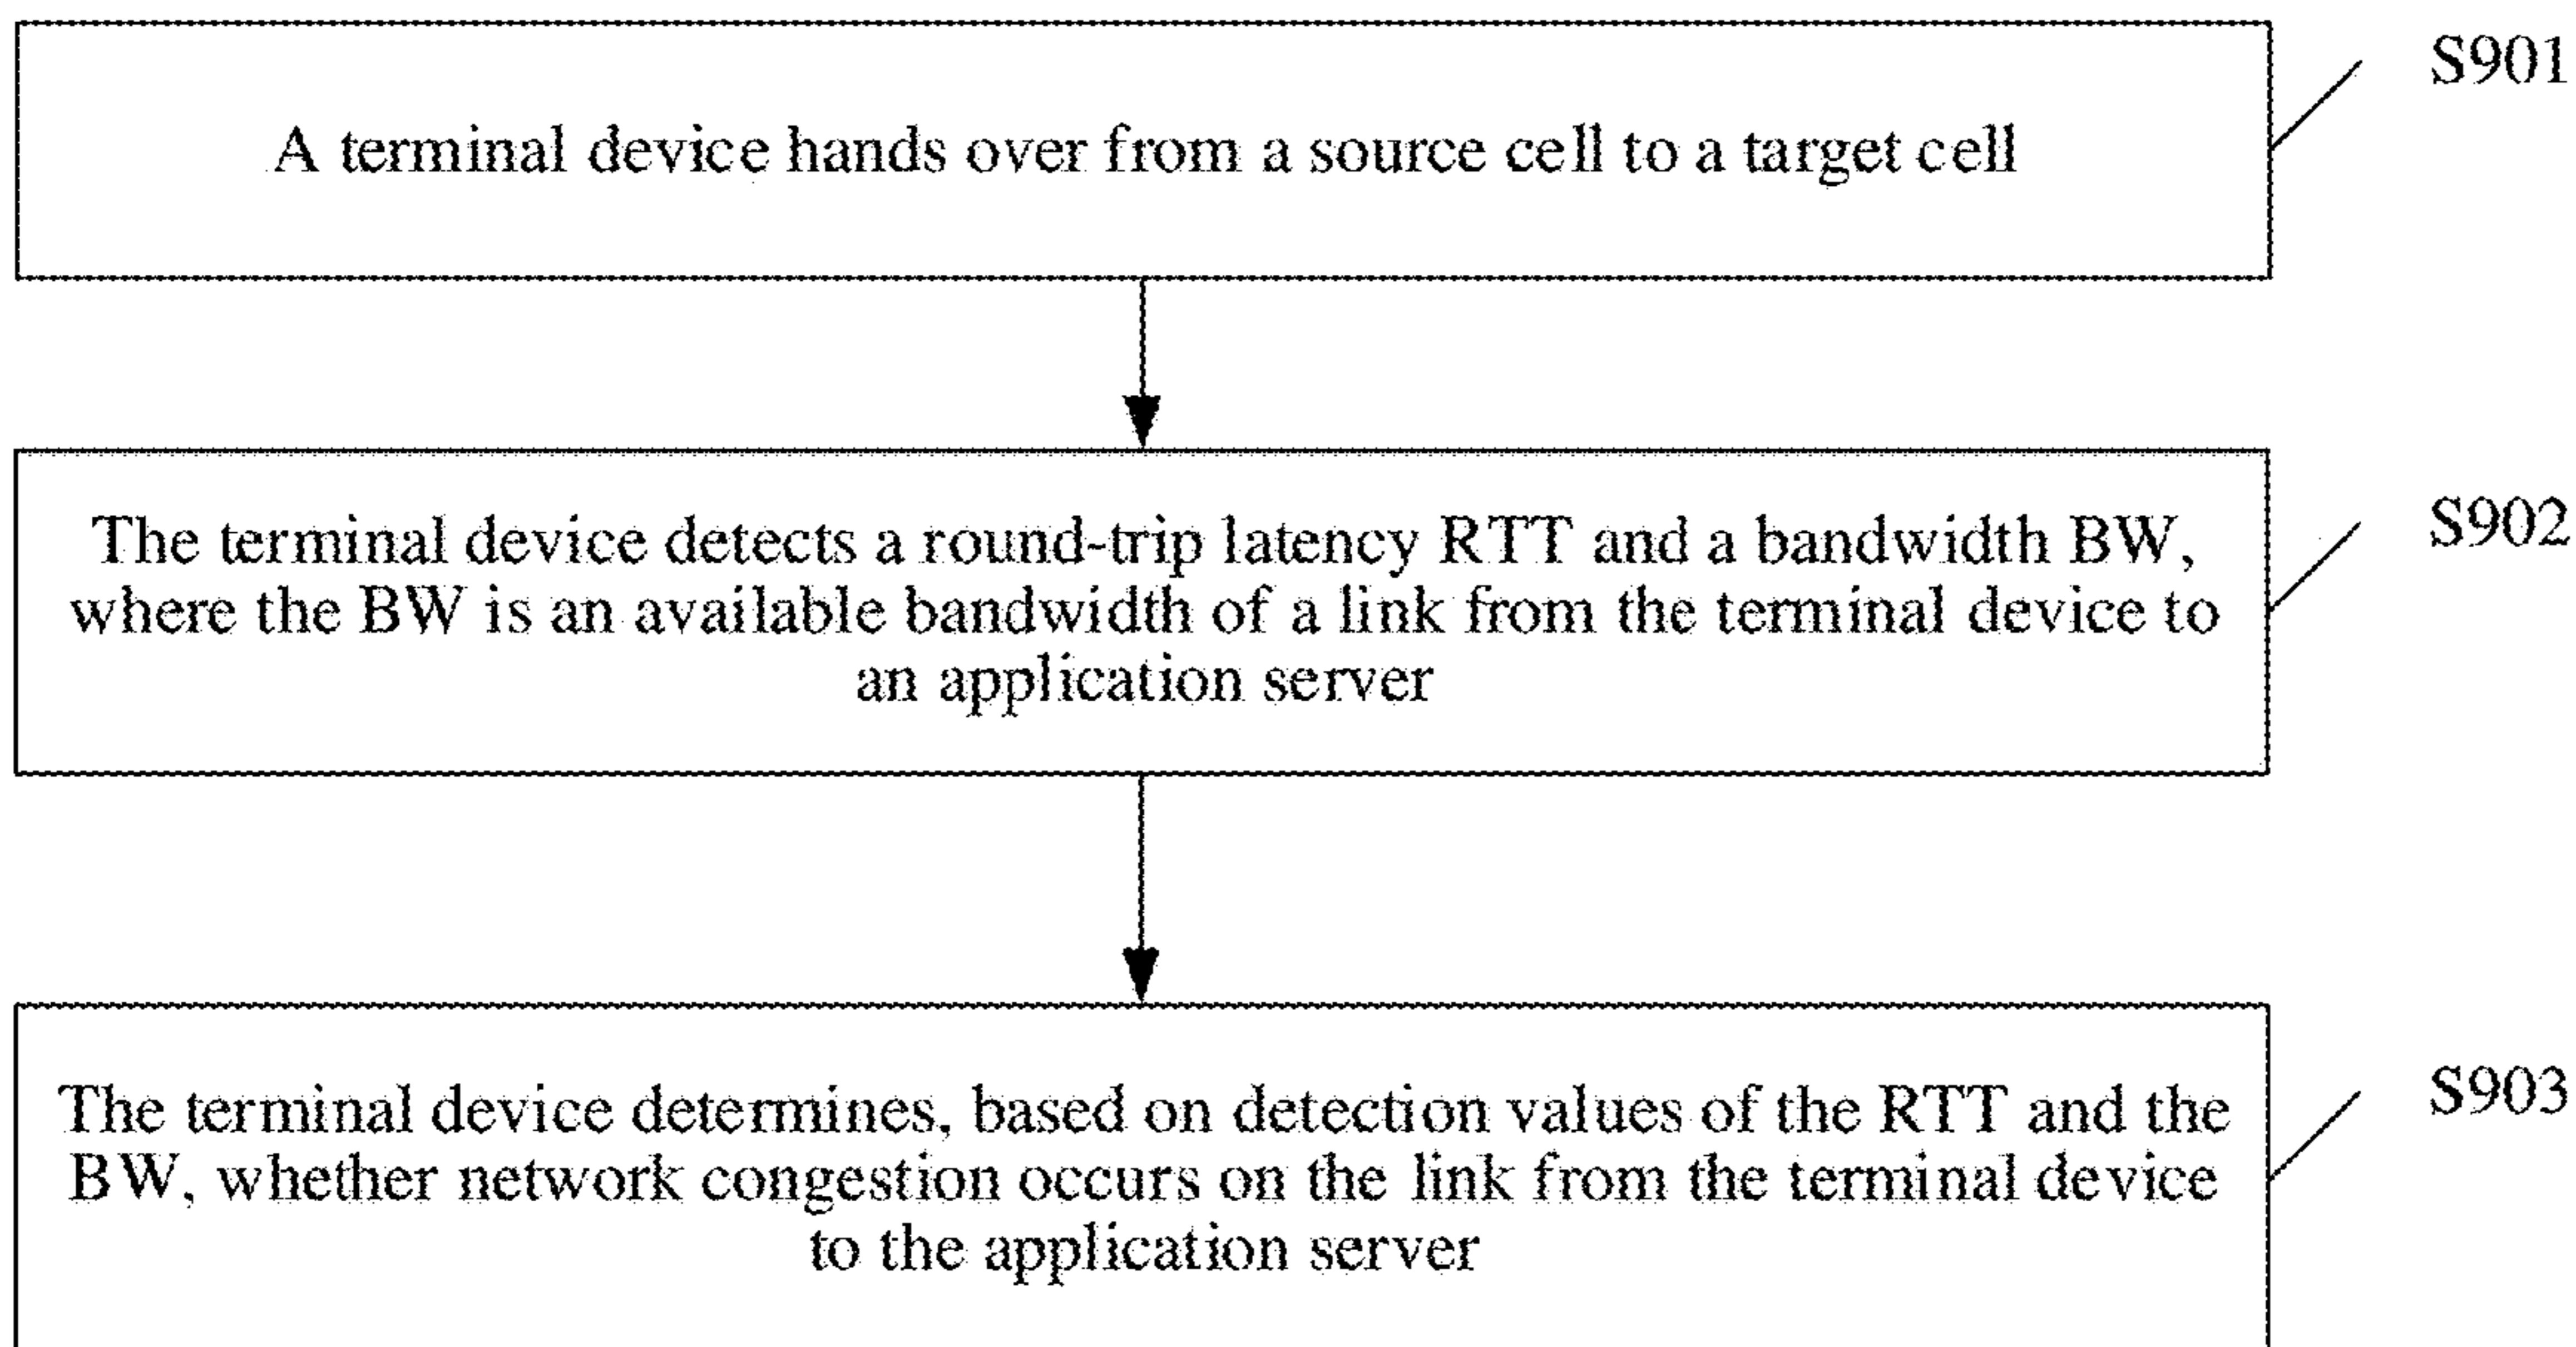 S901
A terminal device hands over from a source cell to a target cell
S902
The terminal device detects a round-trip latency RTT and a bandwidth BW,
where the BW is an available bandwidth of a link from the terminal device to
an application server
S903
The terminal device determines, based on detection values of the RTT and the
BW, whether network congestion occurs on the link from the terminal device
to the application server